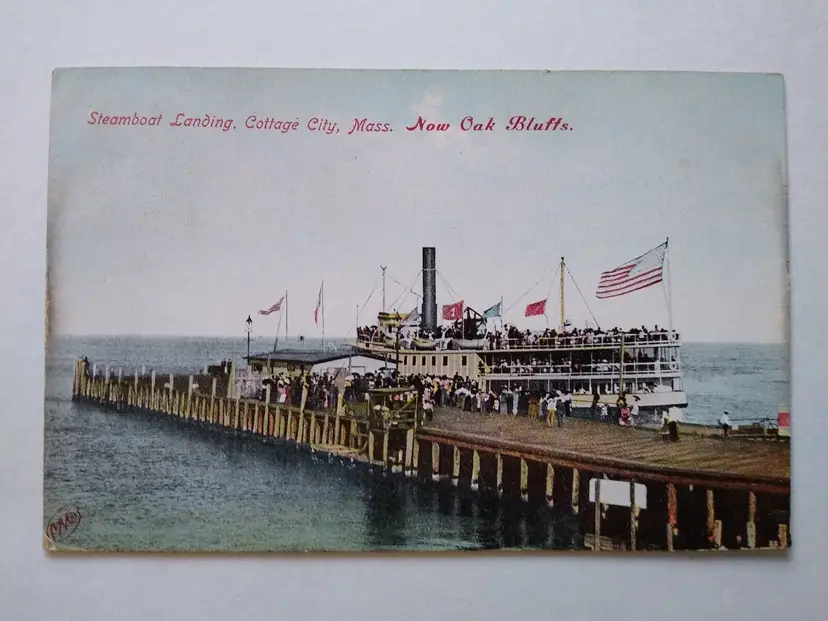 Steamboat Landing, Cottage City, Mass. Now Oak Bluffs.